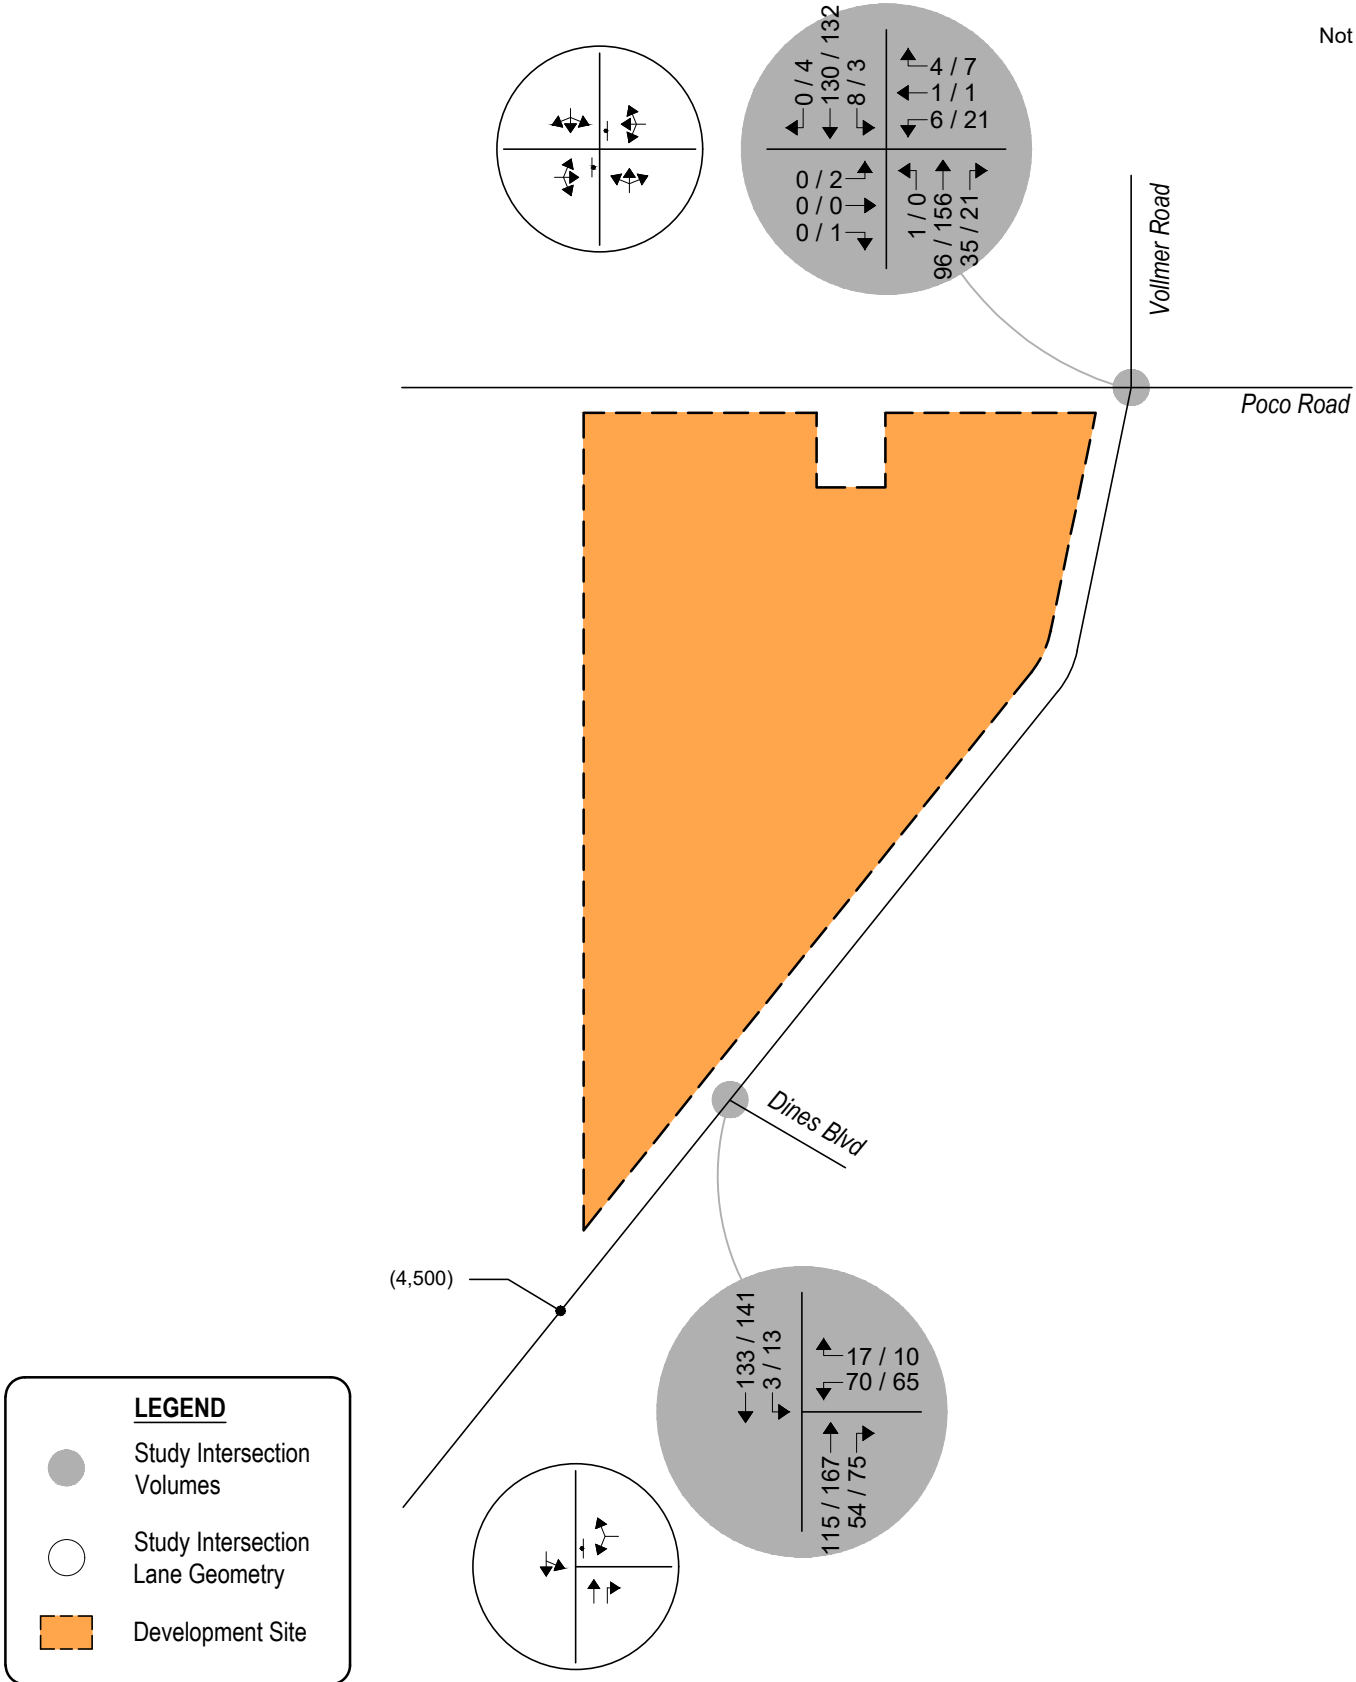 Not
0 / 4
130 / 132
8 / 3
4 / 7
1 / 1
6 / 21
0 / 2
0 / 0
0 / 1
1 / 0
96 / 156
35 / 21
Vollmer Road
Poco Road
Dines Blvd
(4,500)
133 / 141
3 / 13
17 / 10
70 / 65
115 / 167
54 / 75
LEGEND
Study Intersection
Volumes
Study Intersection
Lane Geometry
Development Site